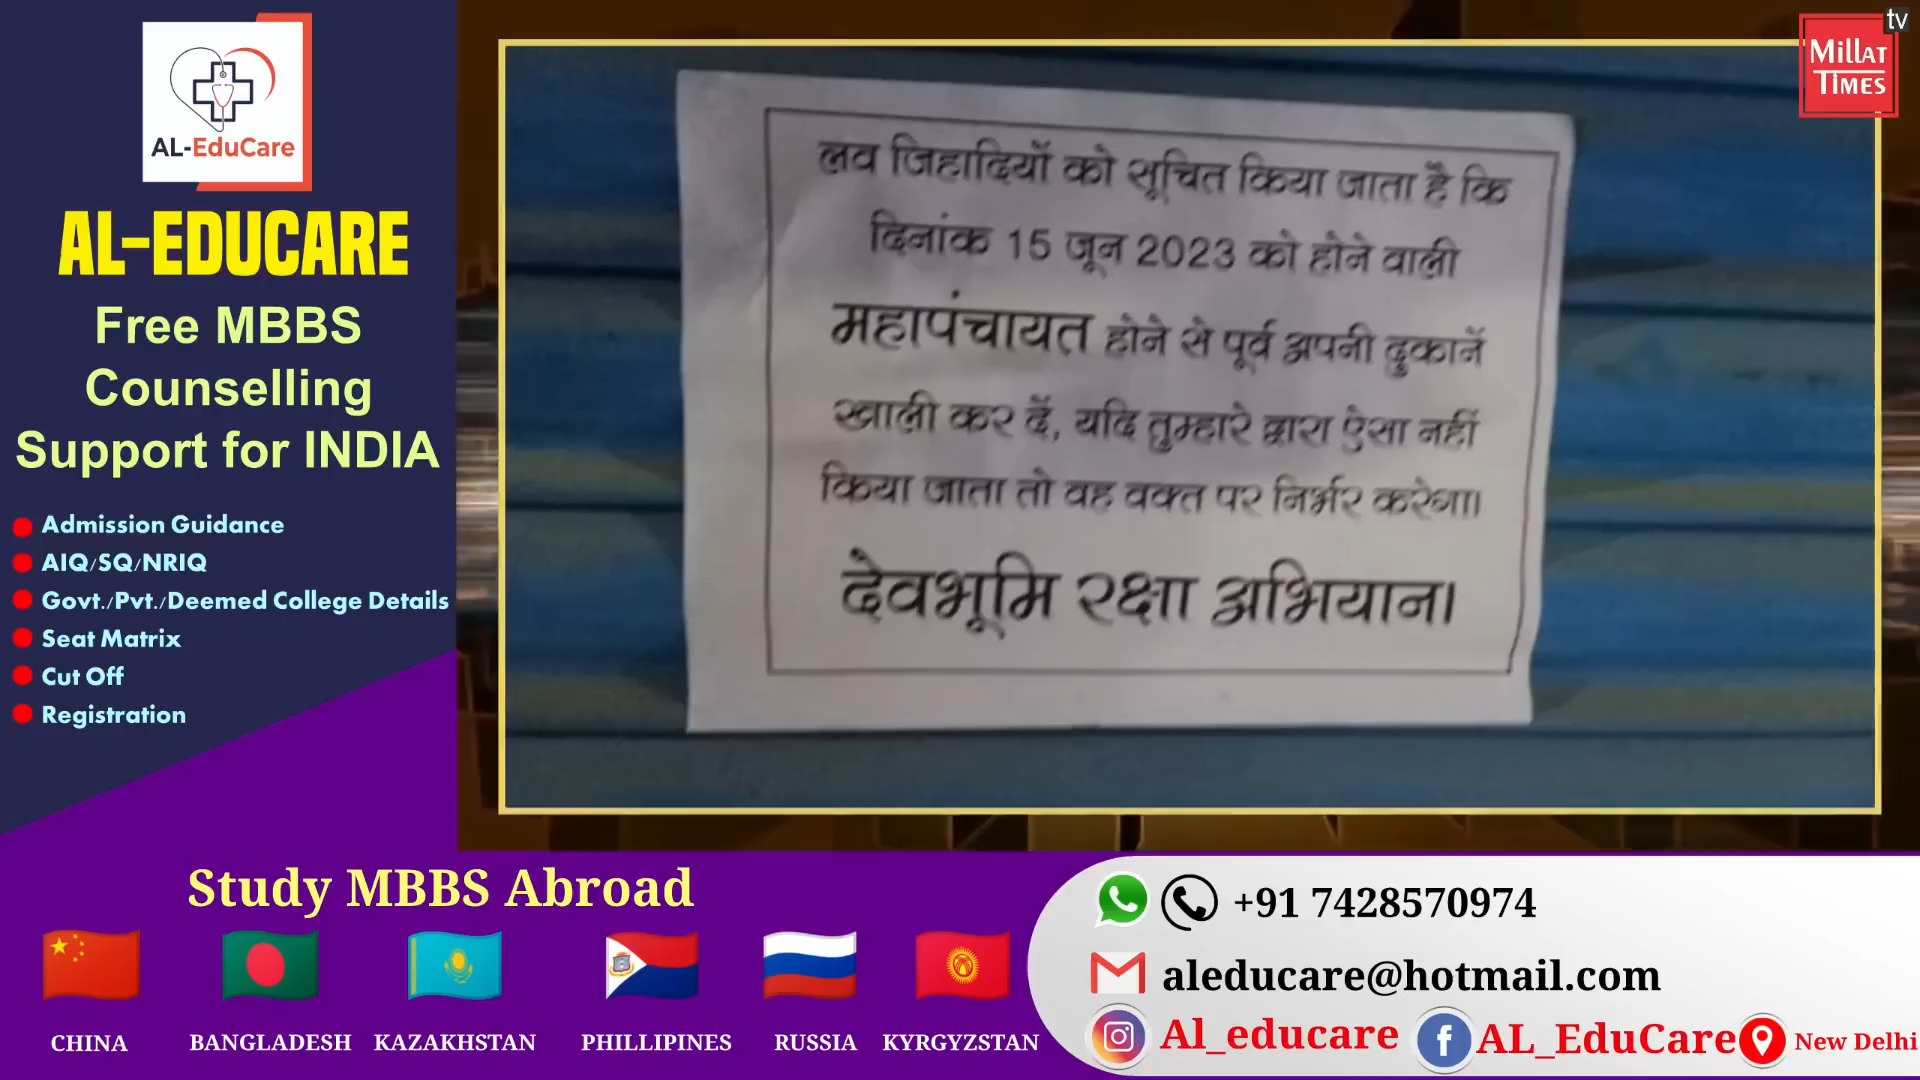 AL-EduCare
AL-EDUCARE
Free MBBS
Counselling
Support for INDIA
Admission Guidance
AIQ/SQ/NRIQ
Govt./Pvt./Deemed College Details
Seat Matrix
Cut Off
Registration
tv
MILLAT
TIMES
लव जिहादियों को सूचित किया जाता है कि
दिनांक 15 जून 2023 को होने वाली
महापंचायत होने से पूर्व अपनी दुकानें
खाली कर दें, यदि तुम्हारे द्वारा ऐसा नहीं
किया जाता तो वह वक्त पर निर्भर करेगा।
देवभूमि रक्षा अभियान।
Study MBBS Abroad
CHINA BANGLADESH KAZAKHSTAN PHILLIPINES RUSSIA KYRGYZSTAN
+91 7428570974
aleducare@hotmail.com
Al_educare AL_EduCare New Delhi